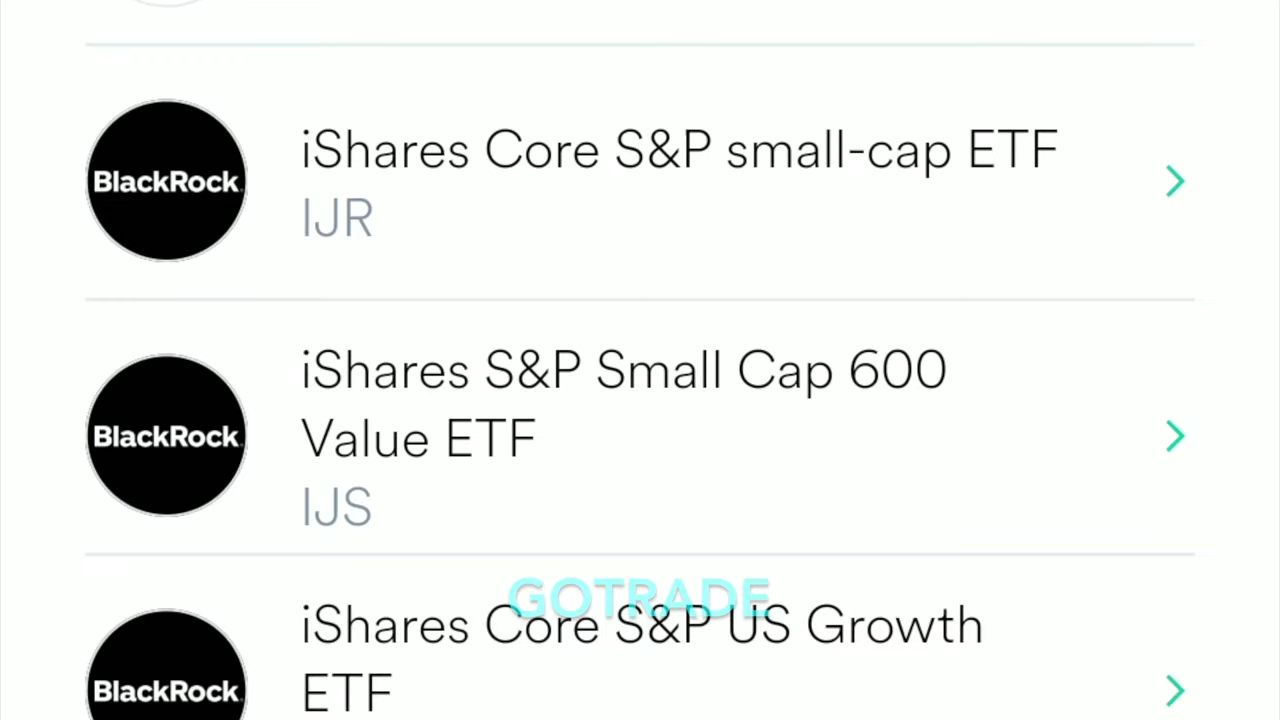 BlackRock.
iShares Core S&P small-cap ETF
IJR
BlackRock.
iShares S&P Small Cap 600
Value ETF
IJS
GOTRADE
BlackRock.
iShares Core S&P US Growth
ETF